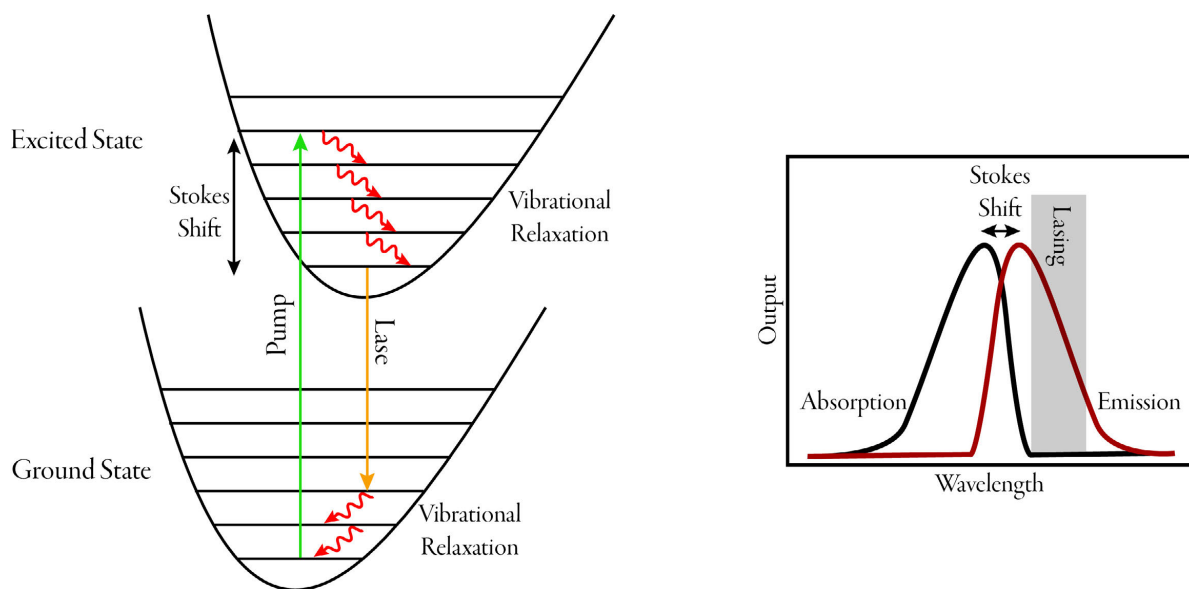 Excited State
Stokes
Shift
Vibrational
Relaxation
Pump
Lase
Ground State
Vibrational
Relaxation
Stokes
Shift
Lasing
Output
Absorption
Emission
Wavelength